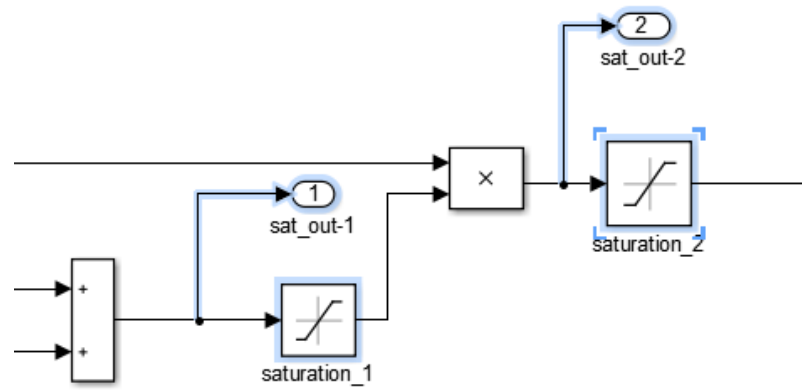 2
sat_out-2
×
1
sat_out-1
saturation_2
+
+
saturation_1